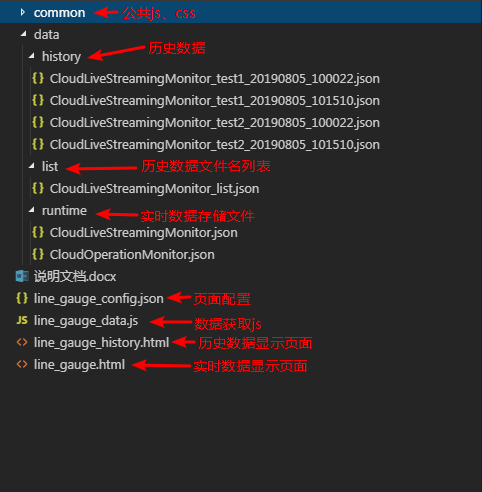 common 公共js、css
data
history 历史数据
CloudLiveStreamingMonitor_test1_20190805_100022.json
CloudLiveStreamingMonitor_test1_20190805_101510.json
CloudLiveStreamingMonitor_test2_20190805_100022.json
CloudLiveStreamingMonitor_test2_20190805_101510.json
list 历史数据文件名列表
CloudLiveStreamingMonitor_list.json
runtime 实时数据存储文件
CloudLiveStreamingMonitor.json
CloudOperationMonitor.json
说明文档.docx
{} line_gauge_config.json 页面配置
JS line_gauge_data.js 数据获取js
<> line_gauge_history.html 历史数据显示页面
<> line_gauge.html 实时数据显示页面